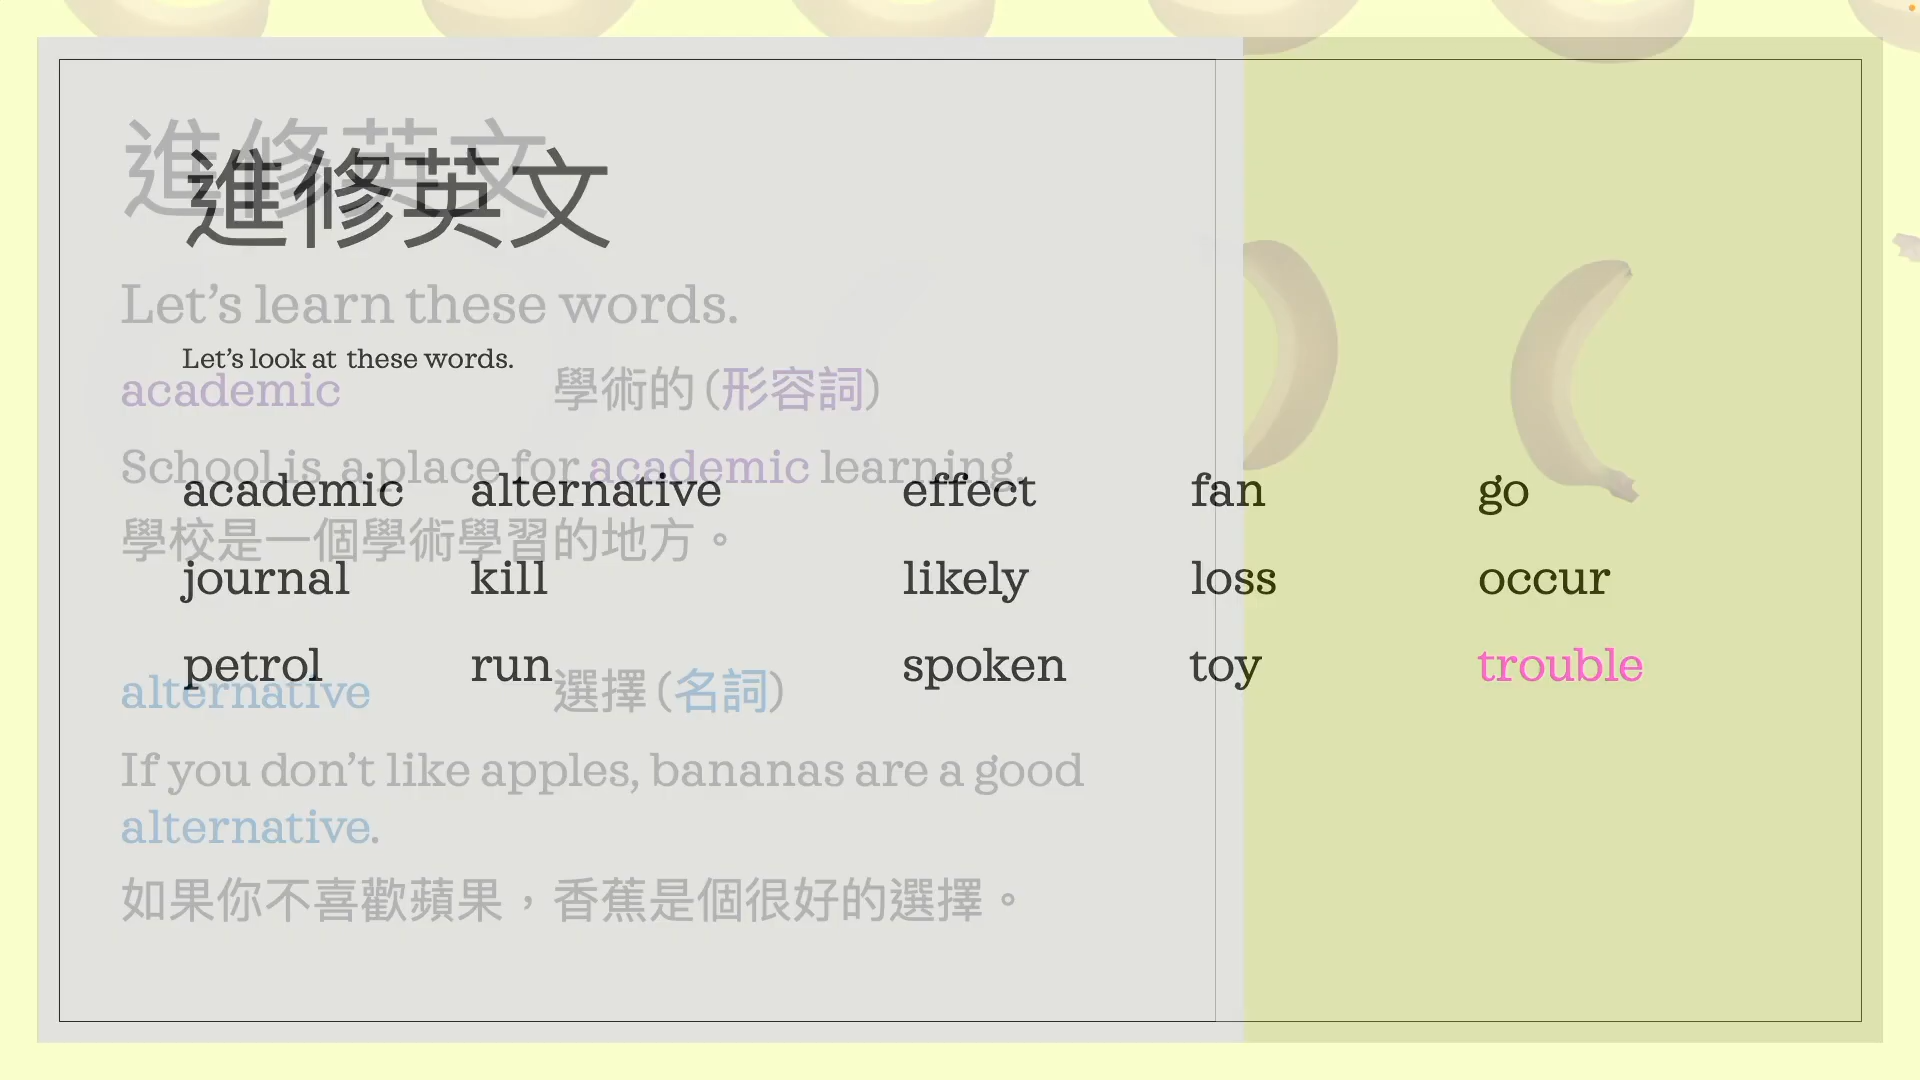 進修英文
進修英文
Let's learn these words.
Let's look at these words.
academic 學術的 (形容詞)
School is a place for academic learning.
academic alternative effect fan go
學校是一個學術學習的地方。
journal kill likely loss occur
petrol run spoken toy trouble
alternative 選擇 (名詞)
If you don't like apples, bananas are a good
alternative.
如果你不喜歡蘋果，香蕉是個很好的選擇。